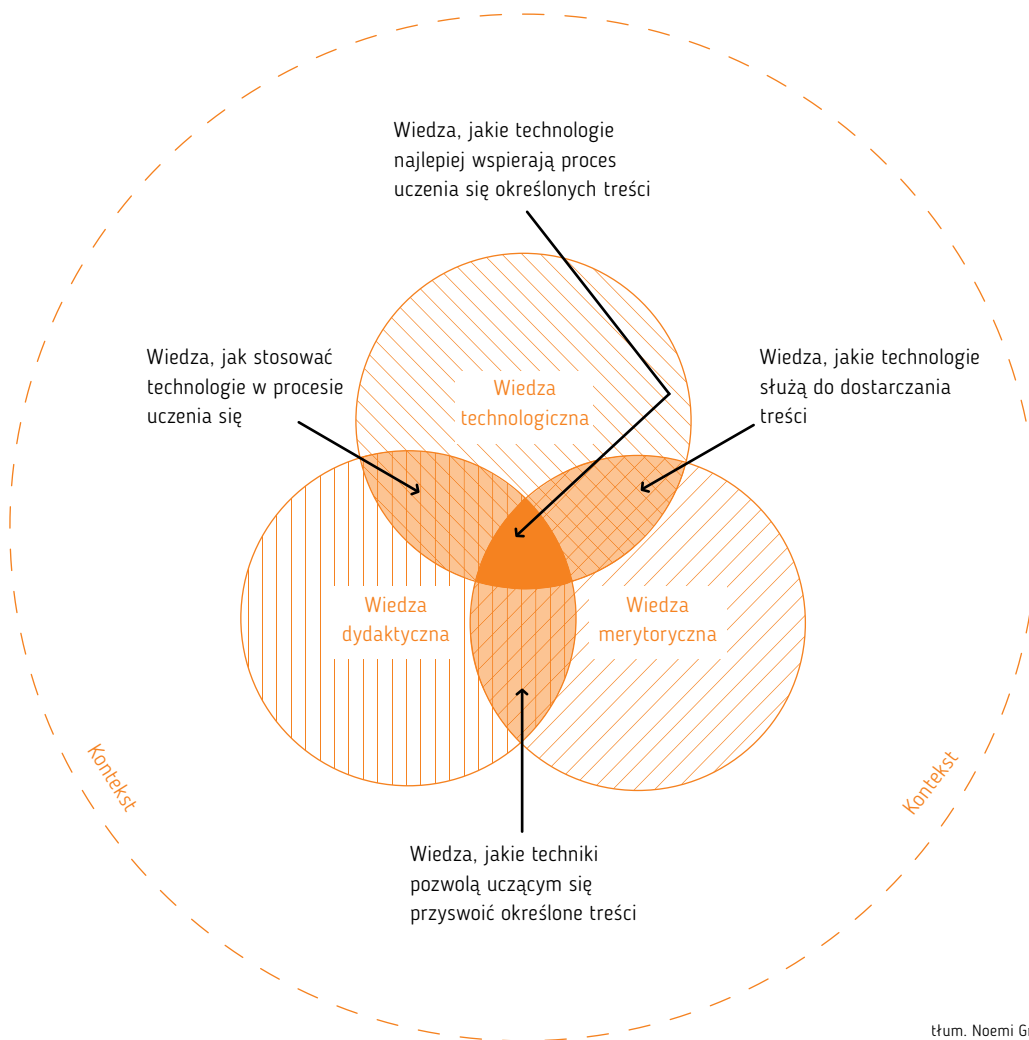 Wiedza, jakie technologie
najlepiej wspierają proces
uczenia się określonych treści
Wiedza, jak stosować
technologie w procesie
uczenia się
Wiedza, jakie technologie
służą do dostarczania
treści
Wiedza
technologiczna
Wiedza
dydaktyczna
Wiedza
merytoryczna
Kontekst
Kontekst
Wiedza, jakie techniki
pozwolą uczącym się
przyswoić określone treści
tłum. Noemi